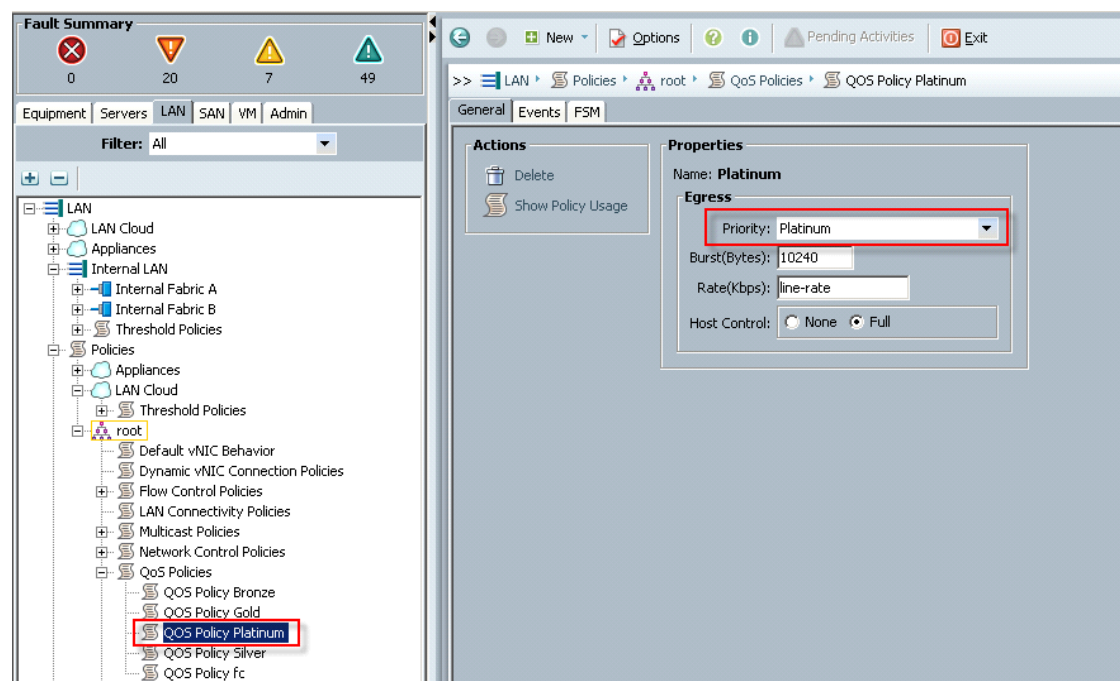 Fault Summary
0 20 7 49
Equipment Servers LAN SAN VM Admin
Filter: All
LAN
LAN Cloud
Appliances
Internal LAN
Internal Fabric A
Internal Fabric B
Threshold Policies
Policies
Appliances
LAN Cloud
Threshold Policies
root
Default vNIC Behavior
Dynamic vNIC Connection Policies
Flow Control Policies
LAN Connectivity Policies
Multicast Policies
Network Control Policies
QoS Policies
QOS Policy Bronze
QOS Policy Gold
QOS Policy Platinum
QOS Policy Silver
QOS Policy fc
New Options Pending Activities Exit
>> LAN Policies root QoS Policies QOS Policy Platinum
General Events FSM
Actions
Delete
Show Policy Usage
Properties
Name: Platinum
Egress
Priority: Platinum
Burst(Bytes): 10240
Rate(Kbps): line-rate
Host Control: None Full